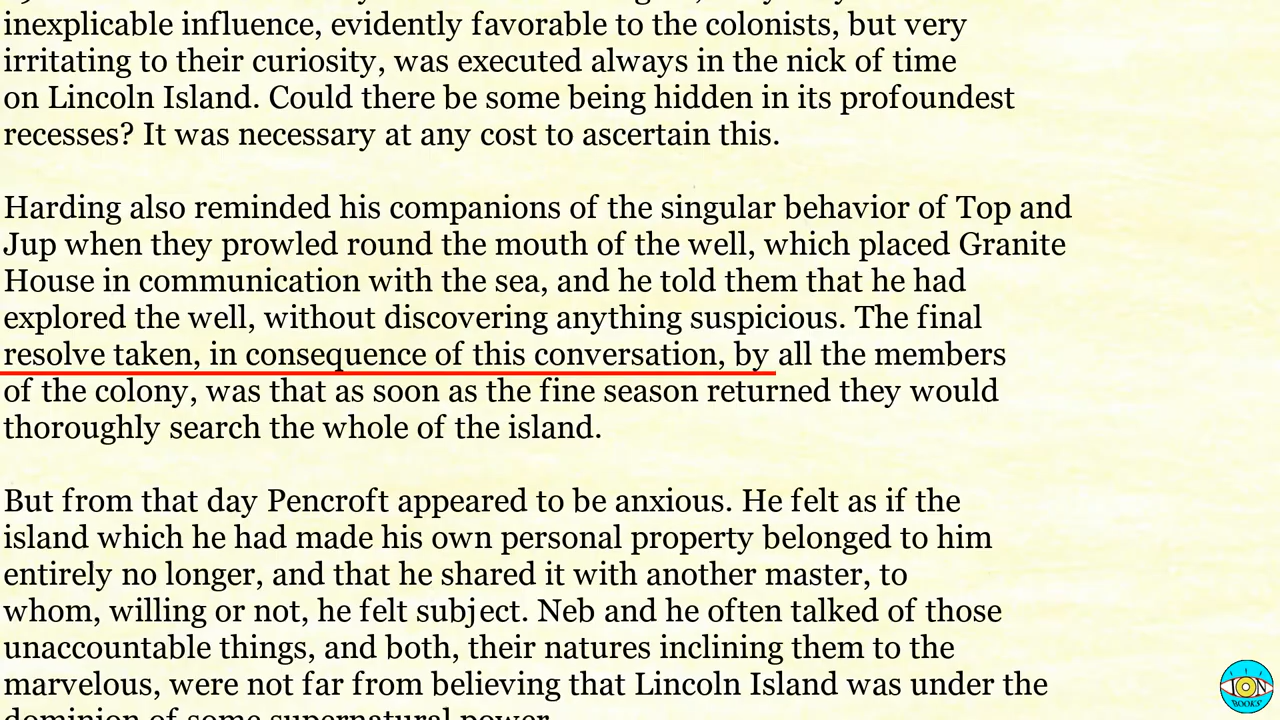 inexplicable influence, evidently favorable to the colonists, but very
irritating to their curiosity, was executed always in the nick of time
on Lincoln Island. Could there be some being hidden in its profoundest
recesses? It was necessary at any cost to ascertain this.
Harding also reminded his companions of the singular behavior of Top and
Jup when they prowled round the mouth of the well, which placed Granite
House in communication with the sea, and he told them that he had
explored the well, without discovering anything suspicious. The final
resolve taken, in consequence of this conversation, by all the members
of the colony, was that as soon as the fine season returned they would
thoroughly search the whole of the island.
But from that day Pencroft appeared to be anxious. He felt as if the
island which he had made his own personal property belonged to him
entirely no longer, and that he shared it with another master, to
whom, willing or not, he felt subject. Neb and he often talked of those
unaccountable things, and both, their natures inclining them to the
marvelous, were not far from believing that Lincoln Island was under the
dominion of some supernatural power.
ION
BOOKS